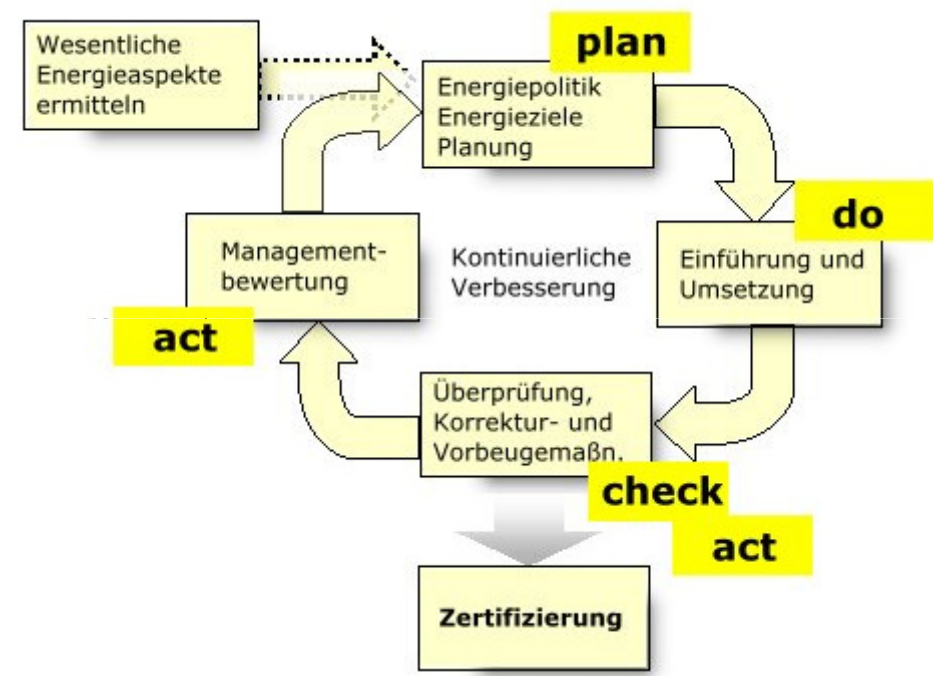 Wesentliche
Energieaspekte
ermitteln
plan
Energiepolitik
Energieziele
Planung
do
Einführung und
Umsetzung
Management-
bewertung
act
Kontinuierliche
Verbesserung
Überprüfung,
Korrektur- und
Vorbeugemaßn.
check
act
Zertifizierung